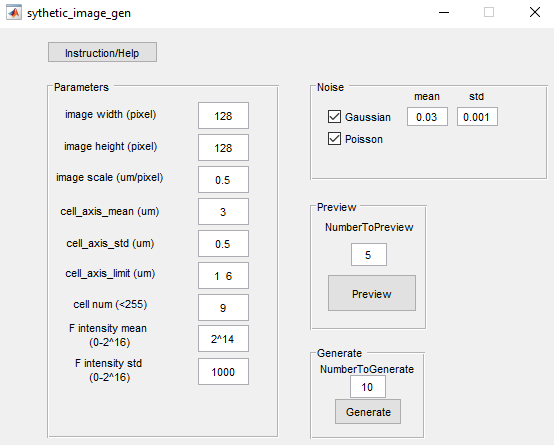 sythetic_image_gen
Instruction/Help
Parameters
image width (pixel) 128
image height (pixel) 128
image scale (um/pixel) 0.5
cell_axis_mean (um) 3
cell_axis_std (um) 0.5
cell_axis_limit (um) 1 6
cell num (<255) 9
F intensity mean
(0-2^16) 2^14
F intensity std
(0-2^16) 1000
Noise
mean std
Gaussian 0.03 0.001
Poisson
Preview
NumberToPreview
5
Preview
Generate
NumberToGenerate
10
Generate